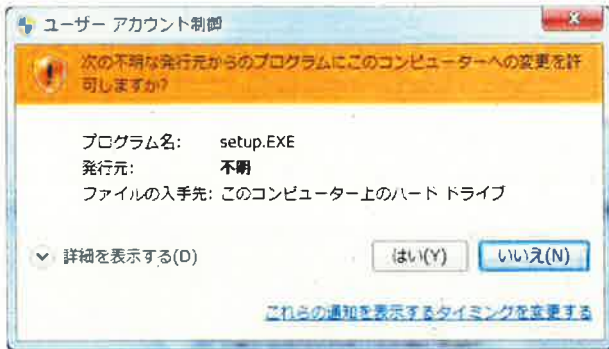 ユーザー アカウント制御
次の不明な発行元からのプログラムにこのコンピューターへの変更を許
可しますか?
プログラム名: setup.EXE
発行元: 不明
ファイルの入手先: このコンピューター上のハード ドライブ
詳細を表示する(D)
はい(Y)
いいえ(N)
これらの通知を表示するタイミングを変更する